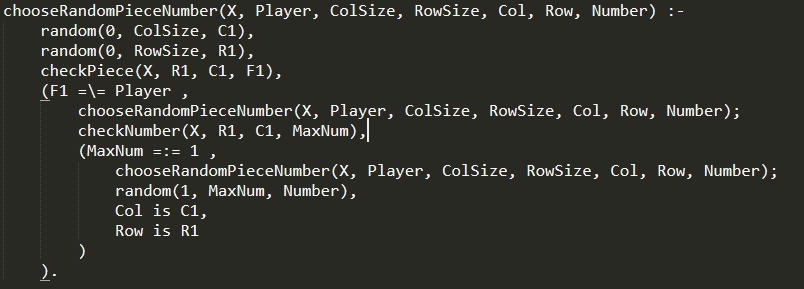 chooseRandomPieceNumber(X, Player, ColSize, RowSize, Col, Row, Number) :-
    random(0, ColSize, C1),
    random(0, RowSize, R1),
    checkPiece(X, R1, C1, F1),
    (F1 =\= Player ,
        chooseRandomPieceNumber(X, Player, ColSize, RowSize, Col, Row, Number);
        checkNumber(X, R1, C1, MaxNum),
        (MaxNum =:= 1 ,
            chooseRandomPieceNumber(X, Player, ColSize, RowSize, Col, Row, Number);
            random(1, MaxNum, Number),
            Col is C1,
            Row is R1
        )
    ).